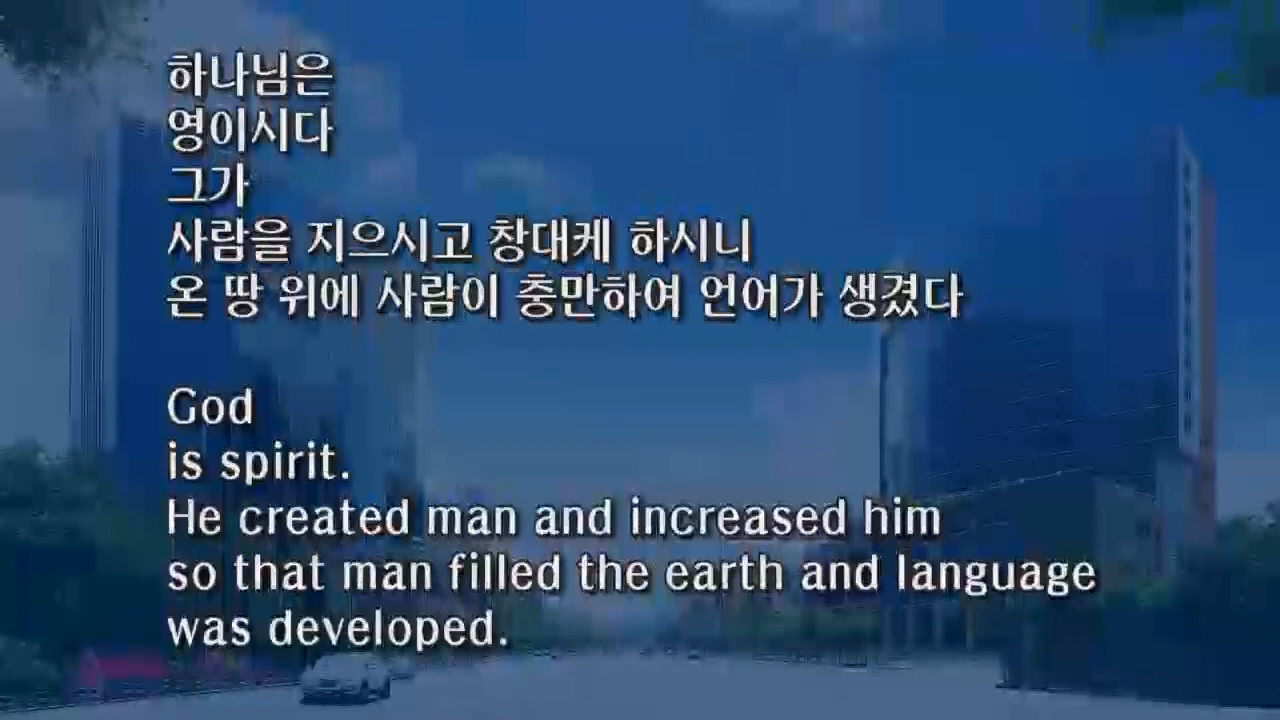 하나님은
영이시다
그가
사람을 지으시고 창대케 하시니
온 땅 위에 사람이 충만하여 언어가 생겼다
God
is spirit.
He created man and increased him
so that man filled the earth and language
was developed.